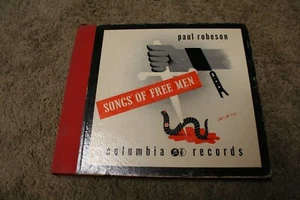 paul robeson
SONGS OF FREE MEN
columbia records